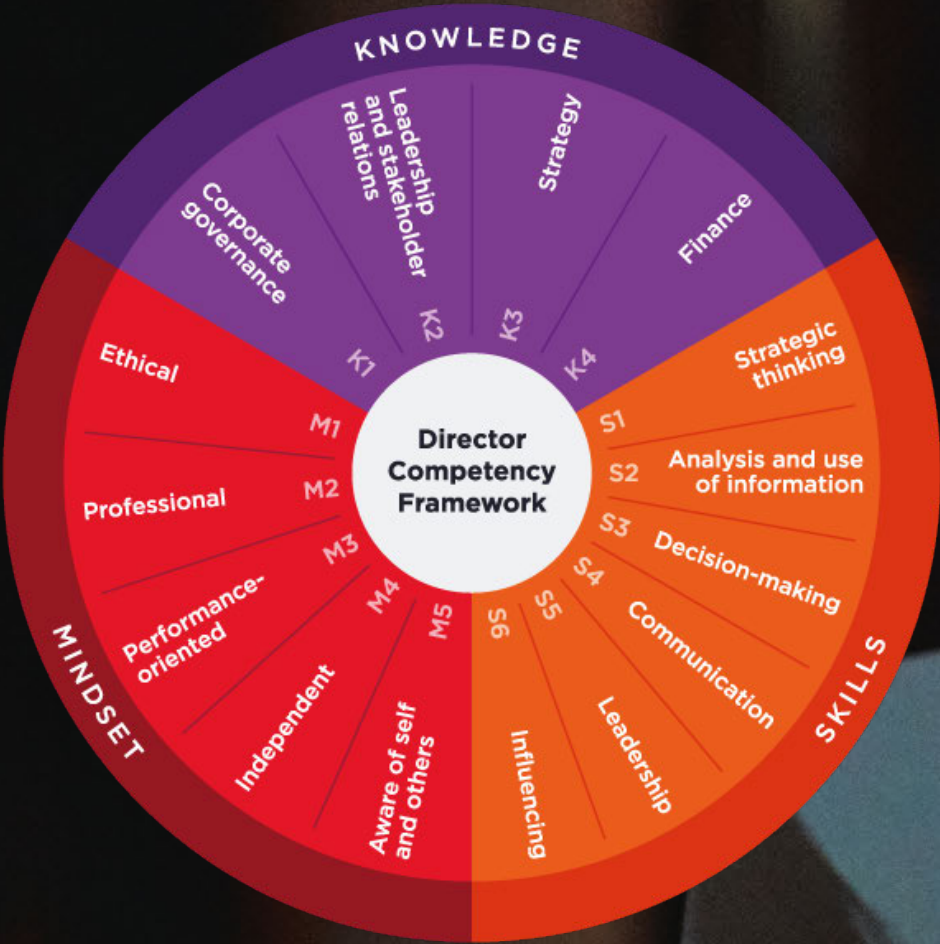 KNOWLEDGE
Corporate
governance
K1
Leadership
and stakeholder
relations
K2
Strategy
K3
Finance
K4
SKILLS
Strategic
thinking
S1
Analysis and use
of information
S2
Decision-making
S3
Communication
S4
Leadership
S5
Influencing
S6
MINDSET
Ethical
M1
Professional
M2
Performance-
oriented
M3
Independent
M4
Aware of self
and others
M5
Director
Competency
Framework